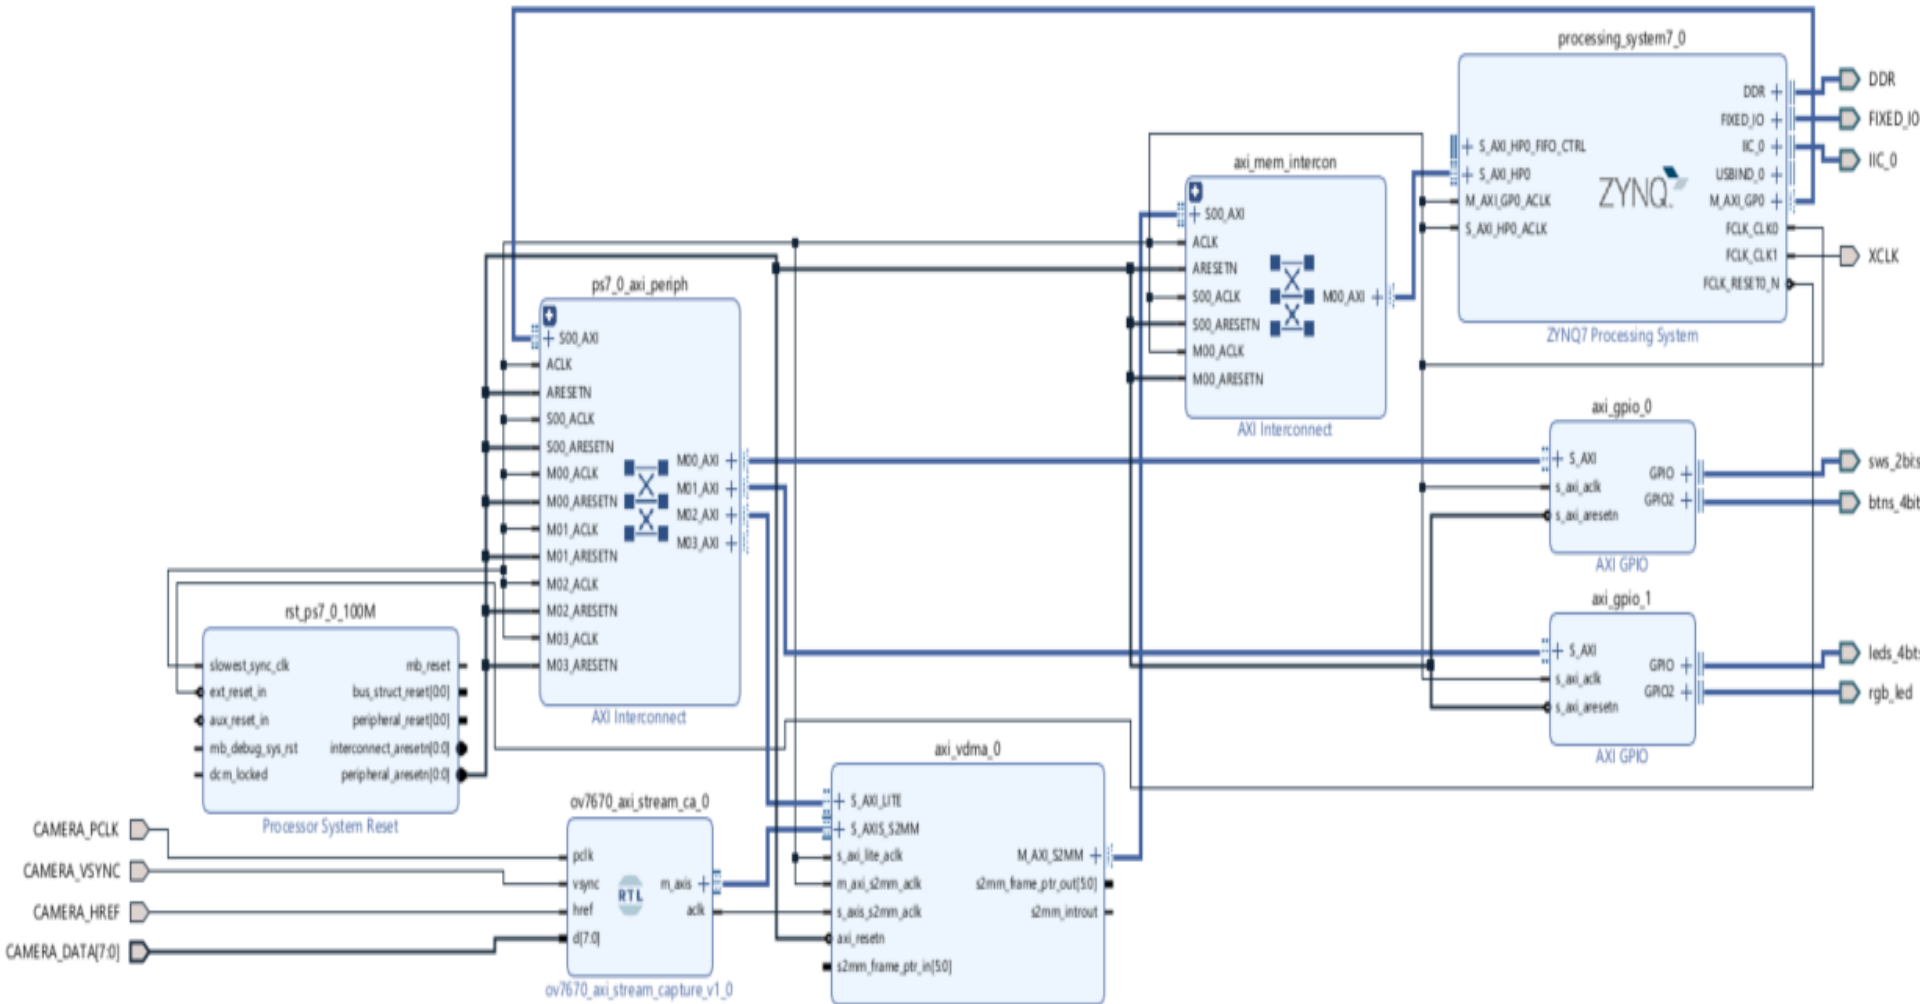 processing_system7_0
DDR
FIXED_IO
IIC_0
USBIND_0
M_AXI_GP0
FCLK_CLK0
FCLK_CLK1
FCLK_RESET0_N
S_AXI_HP0_FIFO_CTRL
S_AXI_HP0
M_AXI_GP0_ACLK
S_AXI_HP0_ACLK
ZYNQ
ZYNQ7 Processing System
DDR
FIXED_IO
IIC_0
XCLK
axi_mem_intercon
S00_AXI
ACLK
ARESETN
S00_ACLK
S00_ARESETN
M00_ACLK
M00_ARESETN
M00_AXI
AXI Interconnect
ps7_0_axi_periph
S00_AXI
ACLK
ARESETN
S00_ACLK
S00_ARESETN
M00_ACLK
M00_ARESETN
M01_ACLK
M01_ARESETN
M02_ACLK
M02_ARESETN
M03_ACLK
M03_ARESETN
M00_AXI
M01_AXI
M02_AXI
M03_AXI
AXI Interconnect
axi_gpio_0
S_AXI
s_axi_aclk
s_axi_aresetn
GPIO
GPIO2
AXI GPIO
sws_2bits
btns_4bit
axi_gpio_1
S_AXI
s_axi_aclk
s_axi_aresetn
GPIO
GPIO2
AXI GPIO
leds_4bits
rgb_led
rst_ps7_0_100M
slowest_sync_clk
ext_reset_in
aux_reset_in
mb_debug_sys_rst
dcm_locked
mb_reset
bus_struct_reset[0:0]
peripheral_reset[0:0]
interconnect_aresetn[0:0]
peripheral_aresetn[0:0]
Processor System Reset
CAMERA_PCLK
CAMERA_VSYNC
CAMERA_HREF
CAMERA_DATA[7:0]
ov7670_axi_stream_ca_0
pclk
vsync
href
d[7:0]
RTL
m_axis
aclk
ov7670_axi_stream_capture_v1_0
axi_vdma_0
S_AXI_LITE
S_AXIS_S2MM
s_axi_lite_aclk
m_axi_s2mm_aclk
s_axis_s2mm_aclk
axi_resetn
s2mm_frame_ptr_in[5:0]
M_AXI_S2MM
s2mm_frame_ptr_out[5:0]
s2mm_introut